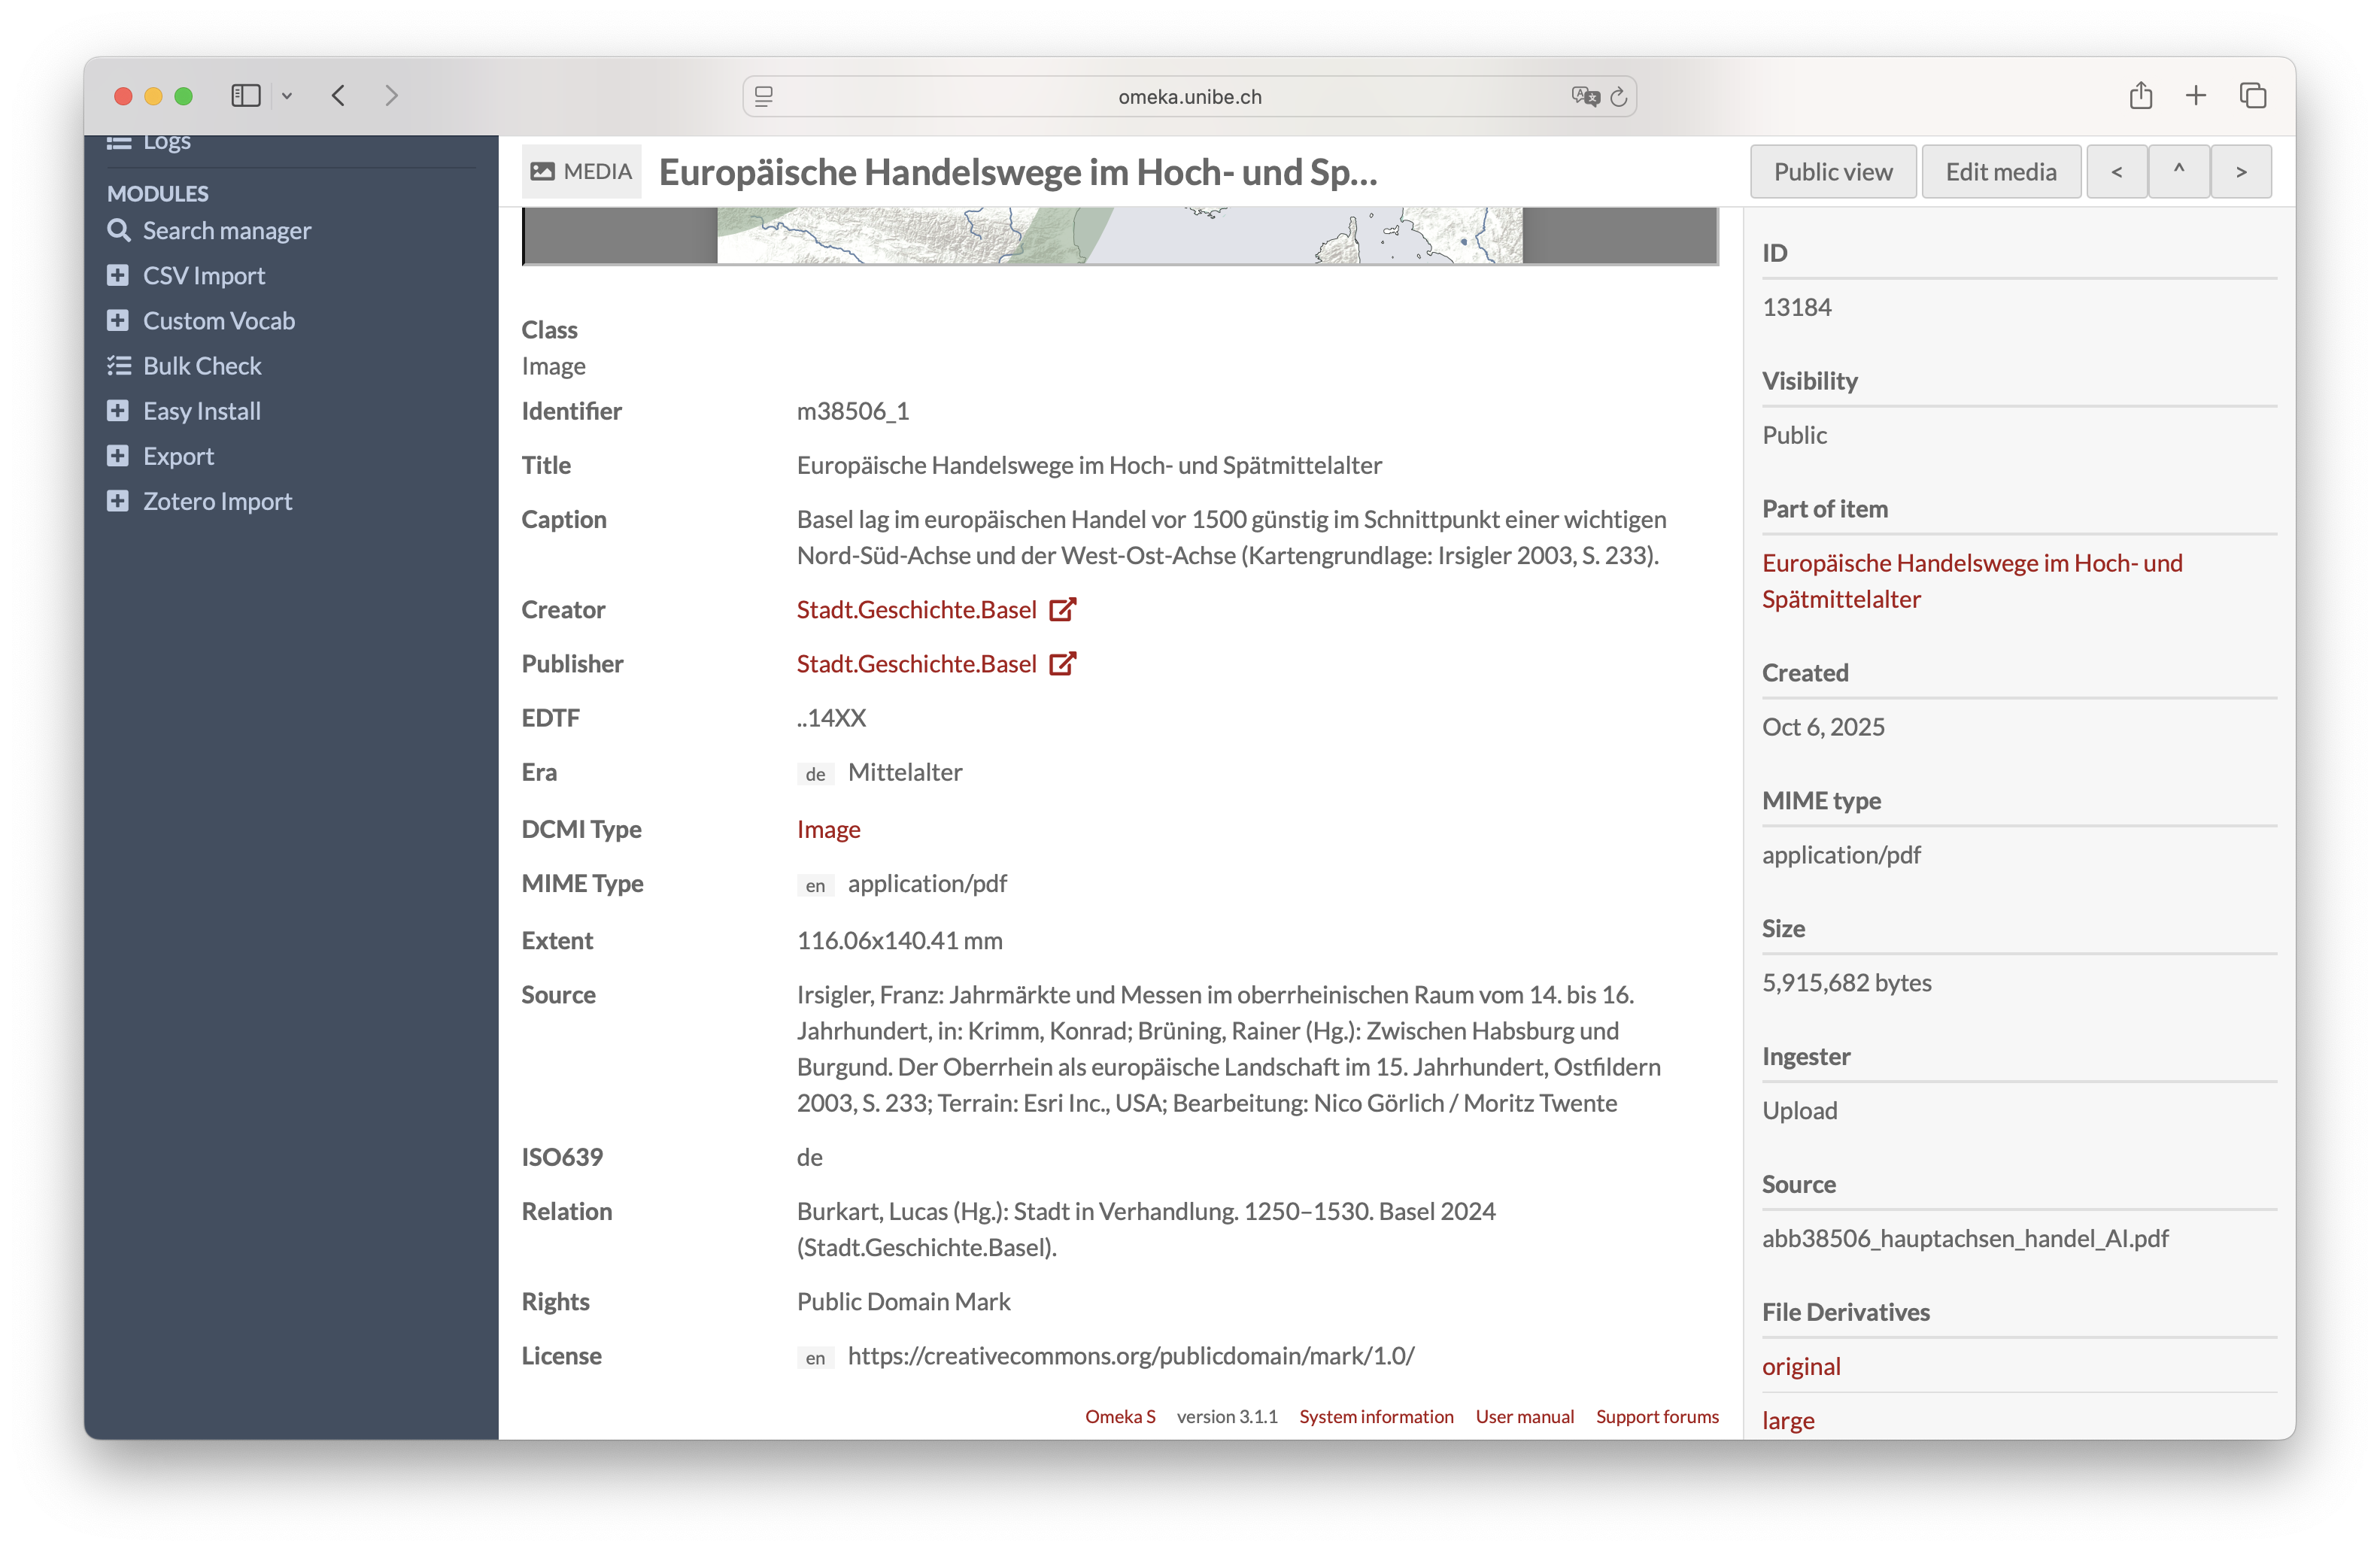 omeka.unibe.ch
Logs
MODULES
Search manager
CSV Import
Custom Vocab
Bulk Check
Easy Install
Export
Zotero Import
MEDIA Europäische Handelswege im Hoch- und Sp...
Public view Edit media < ^ >
Class
Image
Identifier m38506_1
Title Europäische Handelswege im Hoch- und Spätmittelalter
Caption Basel lag im europäischen Handel vor 1500 günstig im Schnittpunkt einer wichtigen
Nord-Süd-Achse und der West-Ost-Achse (Kartengrundlage: Irsigler 2003, S. 233).
Creator Stadt.Geschichte.Basel
Publisher Stadt.Geschichte.Basel
EDTF ..14XX
Era de Mittelalter
DCMI Type Image
MIME Type en application/pdf
Extent 116.06x140.41 mm
Source Irsigler, Franz: Jahrmärkte und Messen im oberrheinischen Raum vom 14. bis 16.
Jahrhundert, in: Krimm, Konrad; Brüning, Rainer (Hg.): Zwischen Habsburg und
Burgund. Der Oberrhein als europäische Landschaft im 15. Jahrhundert, Ostfildern
2003, S. 233; Terrain: Esri Inc., USA; Bearbeitung: Nico Görlich / Moritz Twente
ISO639 de
Relation Burkart, Lucas (Hg.): Stadt in Verhandlung. 1250–1530. Basel 2024
(Stadt.Geschichte.Basel).
Rights Public Domain Mark
License en https://creativecommons.org/publicdomain/mark/1.0/
Omeka S version 3.1.1 System information User manual Support forums
ID
13184
Visibility
Public
Part of item
Europäische Handelswege im Hoch- und
Spätmittelalter
Created
Oct 6, 2025
MIME type
application/pdf
Size
5,915,682 bytes
Ingester
Upload
Source
abb38506_hauptachsen_handel_AI.pdf
File Derivatives
original
large